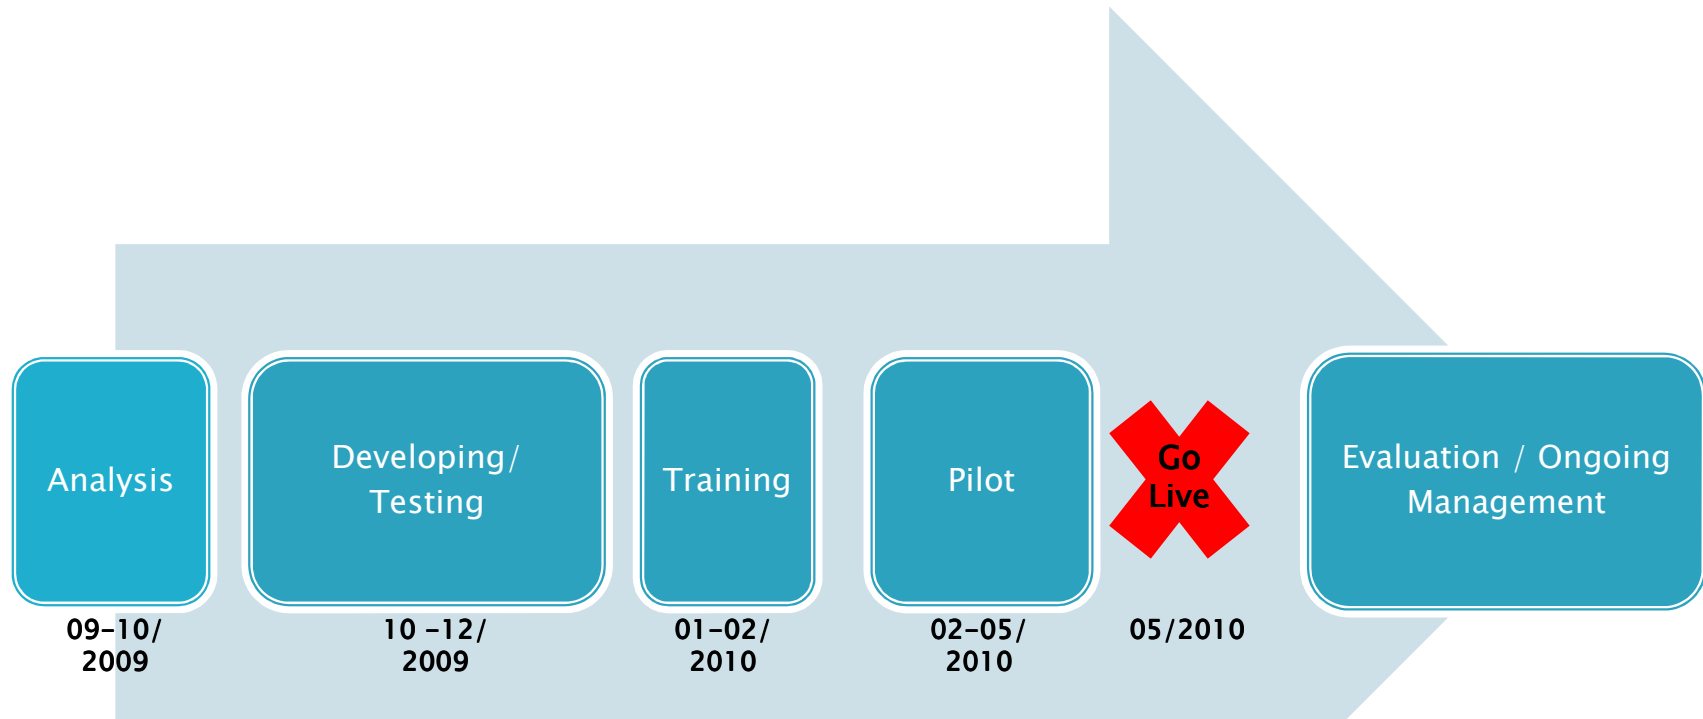 Analysis
Developing/
Testing
Training
Pilot
Go
Live
Evaluation / Ongoing
Management
09-10/
2009
10 -12/
2009
01-02/
2010
02-05/
2010
05/2010